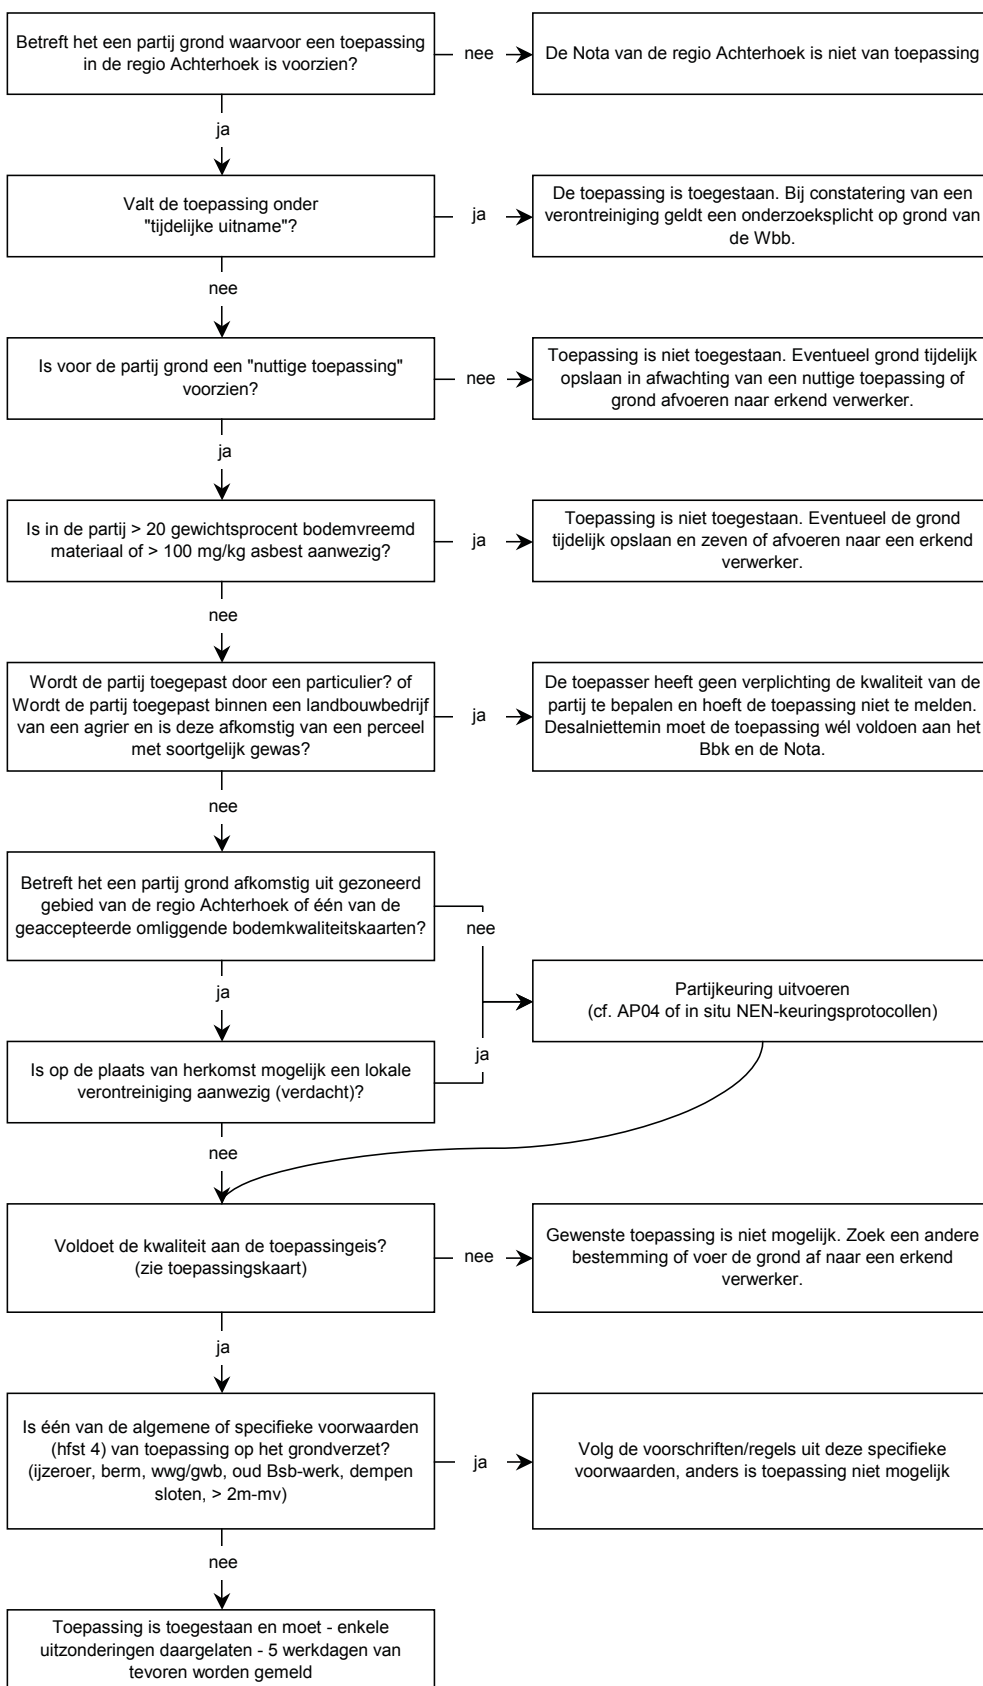 Betreft het een partij grond waarvoor een toepassing
in de regio Achterhoek is voorzien?
nee
De Nota van de regio Achterhoek is niet van toepassing
ja
Valt de toepassing onder
"tijdelijke uitname"?
ja
De toepassing is toegestaan. Bij constatering van een
verontreiniging geldt een onderzoeksplicht op grond van
de Wbb.
nee
Is voor de partij grond een "nuttige toepassing"
voorzien?
nee
Toepassing is niet toegestaan. Eventueel grond tijdelijk
opslaan in afwachting van een nuttige toepassing of
grond afvoeren naar erkend verwerker.
ja
Is in de partij > 20 gewichtsprocent bodemvreemd
materiaal of > 100 mg/kg asbest aanwezig?
ja
Toepassing is niet toegestaan. Eventueel de grond
tijdelijk opslaan en zeven of afvoeren naar een erkend
verwerker.
nee
Wordt de partij toegepast door een particulier? of
Wordt de partij toegepast binnen een landbouwbedrijf
van een agrier en is deze afkomstig van een perceel
met soortgelijk gewas?
ja
De toepasser heeft geen verplichting de kwaliteit van de
partij te bepalen en hoeft de toepassing niet te melden.
Desalniettemin moet de toepassing wél voldoen aan het
Bbk en de Nota.
nee
Betreft het een partij grond afkomstig uit gezoneerd
gebied van de regio Achterhoek of één van de
geaccepteerde omliggende bodemkwaliteitskaarten?
nee
ja
Partijkeuring uitvoeren
(cf. AP04 of in situ NEN-keuringsprotocollen)
Is op de plaats van herkomst mogelijk een lokale
verontreiniging aanwezig (verdacht)?
ja
nee
Voldoet de kwaliteit aan de toepassingeis?
(zie toepassingskaart)
nee
Gewenste toepassing is niet mogelijk. Zoek een andere
bestemming of voer de grond af naar een erkend
verwerker.
ja
Is één van de algemene of specifieke voorwaarden
(hfst 4) van toepassing op het grondverzet?
(ijzeroer, berm, wwg/gwb, oud Bsb-werk, dempen
sloten, > 2m-mv)
ja
Volg de voorschriften/regels uit deze specifieke
voorwaarden, anders is toepassing niet mogelijk
nee
Toepassing is toegestaan en moet - enkele
uitzonderingen daargelaten - 5 werkdagen van
tevoren worden gemeld